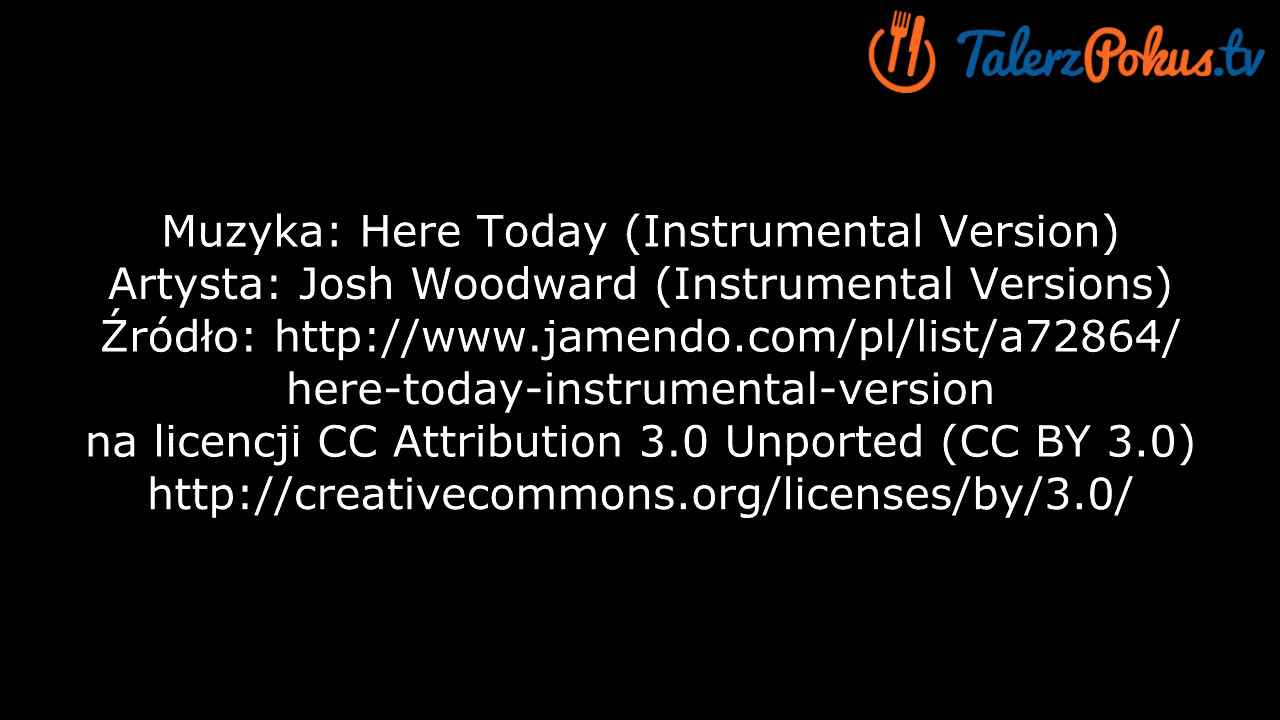 TalerzPokus.tv
Muzyka: Here Today (Instrumental Version)
Artysta: Josh Woodward (Instrumental Versions)
Źródło: http://www.jamendo.com/pl/list/a72864/
here-today-instrumental-version
na licencji CC Attribution 3.0 Unported (CC BY 3.0)
http://creativecommons.org/licenses/by/3.0/